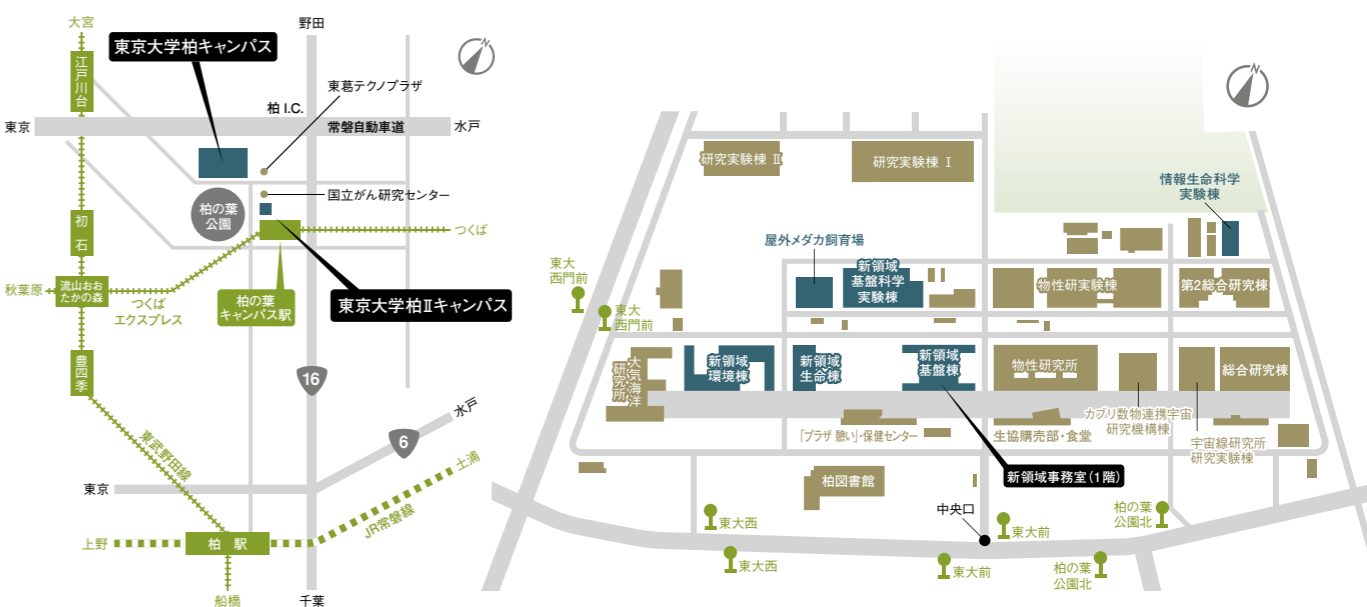 大宮
野田
東京大学柏キャンパス
N
江戸川台
東葛テクノプラザ
柏 I.C.
東京
常磐自動車道
水戸
国立がん研究センター
柏の葉
公園
初石
つくば
秋葉原
流山おお
たかの森
つくば
エクスプレス
柏の葉
キャンパス駅
東京大学柏Ⅱキャンパス
豊四季
16
水戸
6
東武野田線
東京
土浦
JR常磐線
上野
柏 駅
船橋
千葉
N
研究実験棟 Ⅱ
研究実験棟 Ⅰ
情報生命科学
実験棟
屋外メダカ飼育場
東大
西門前
新領域
基盤科学
実験棟
物性研実験棟
第2総合研究棟
東大
西門前
大気海洋
研究所
新領域
環境棟
新領域
生命棟
新領域
基盤棟
物性研究所
総合研究棟
カブリ数物連携宇宙
研究機構棟
「プラザ 憩い」・保健センター
生協購売部・食堂
宇宙線研究所
研究実験棟
柏図書館
新領域事務室(1階)
中央口
東大西
東大前
柏の葉
公園北
東大西
東大前
柏の葉
公園北